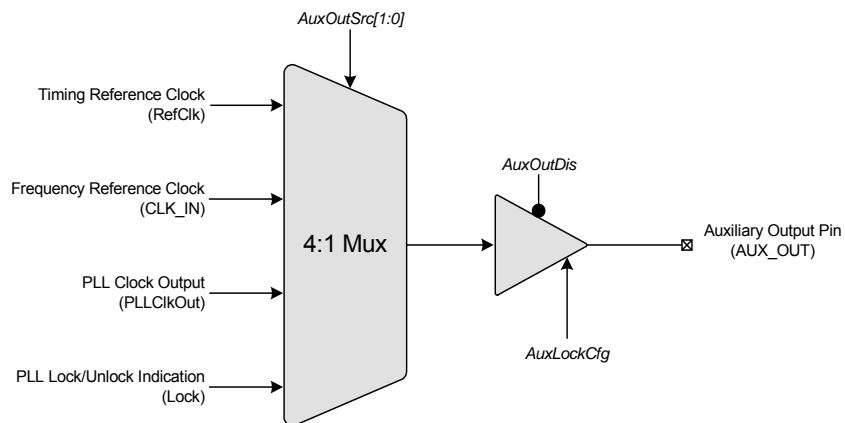 AuxOutSrc[1:0]
Timing Reference Clock
(RefClk)
Frequency Reference Clock
(CLK_IN)
PLL Clock Output
(PLLClkOut)
PLL Lock/Unlock Indication
(Lock)
4:1 Mux
AuxOutDis
AuxLockCfg
Auxiliary Output Pin
(AUX_OUT)